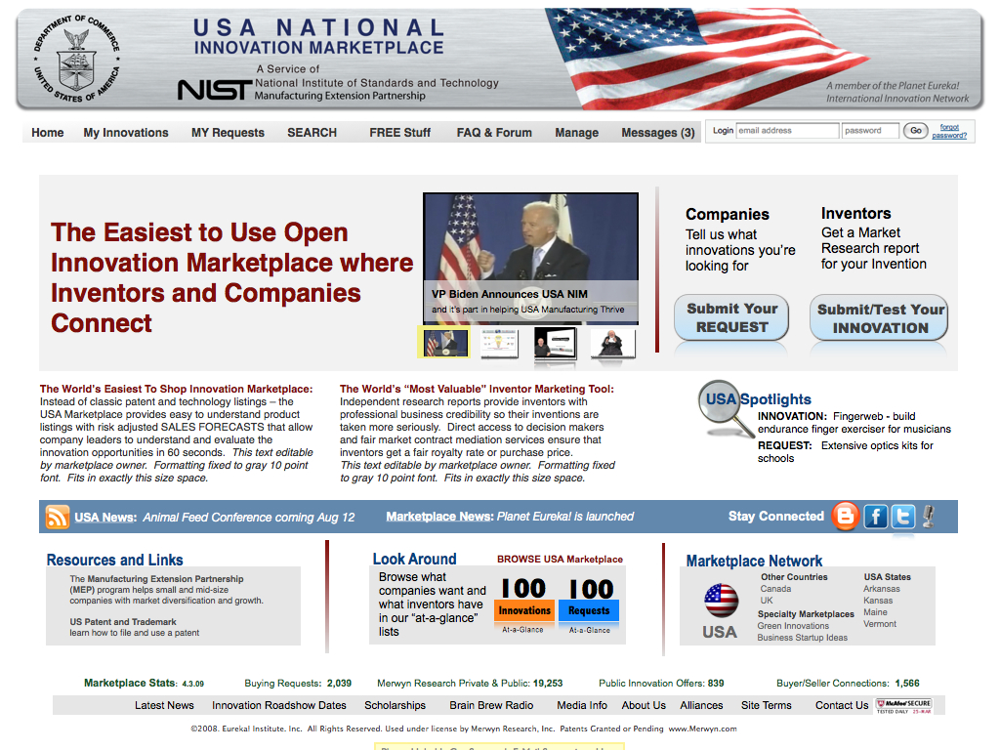 DEPARTMENT OF COMMERCE
UNITED STATES OF AMERICA
USA NATIONAL
INNOVATION MARKETPLACE
A Service of
NIST National Institute of Standards and Technology
Manufacturing Extension Partnership
A member of the Planet Eureka!
International Innovation Network
Home My Innovations MY Requests SEARCH FREE Stuff FAQ & Forum Manage Messages (3) Login email address password Go forgot
password?
The Easiest to Use Open
Innovation Marketplace where
Inventors and Companies
Connect
VP Biden Announces USA NIM
and it's part in helping USA Manufacturing Thrive
Companies
Tell us what
innovations you're
looking for
Submit Your
REQUEST
Inventors
Get a Market
Research report
for your Invention
Submit/Test Your
INNOVATION
The World's Easiest To Shop Innovation Marketplace:
Instead of classic patent and technology listings – the
USA Marketplace provides easy to understand product
listings with risk adjusted SALES FORECASTS that allow
company leaders to understand and evaluate the
innovation opportunities in 60 seconds. This text editable
by marketplace owner. Formatting fixed to gray 10 point
font. Fits in exactly this size space.
The World's “Most Valuable” Inventor Marketing Tool:
Independent research reports provide inventors with
professional business credibility so their inventions are
taken more seriously. Direct access to decision makers
and fair market contract mediation services ensure that
inventors get a fair royalty rate or purchase price.
This text editable by marketplace owner. Formatting fixed
to gray 10 point font. Fits in exactly this size space.
USA Spotlights
INNOVATION: Fingerweb - build
endurance finger exerciser for musicians
REQUEST: Extensive optics kits for
schools
USA News: Animal Feed Conference coming Aug 12 Marketplace News: Planet Eureka! is launched Stay Connected
Resources and Links
The Manufacturing Extension Partnership
(MEP) program helps small and mid-size
companies with market diversification and growth.
US Patent and Trademark
learn how to file and use a patent
Look Around BROWSE USA Marketplace
Browse what
companies want and
what inventors have
in our “at-a-glance”
lists
100 100
Innovations Requests
At-a-Glance At-a-Glance
Marketplace Network
USA
Other Countries
Canada
UK
Specialty Marketplaces
Green Innovations
Business Startup Ideas
USA States
Arkansas
Kansas
Maine
Vermont
Marketplace Stats: 4.3.09 Buying Requests: 2,039 Merwyn Research Private & Public: 19,253 Public Innovation Offers: 839 Buyer/Seller Connections: 1,566
Latest News Innovation Roadshow Dates Scholarships Brain Brew Radio Media Info About Us Alliances Site Terms Contact Us McAfee SECURE
TESTED DAILY 23-MAR
©2008. Eurekal Institute. Inc. All Rights Reserved. Used under license by Merwyn Research, Inc. Patents Granted or Pending www.Merwyn.com